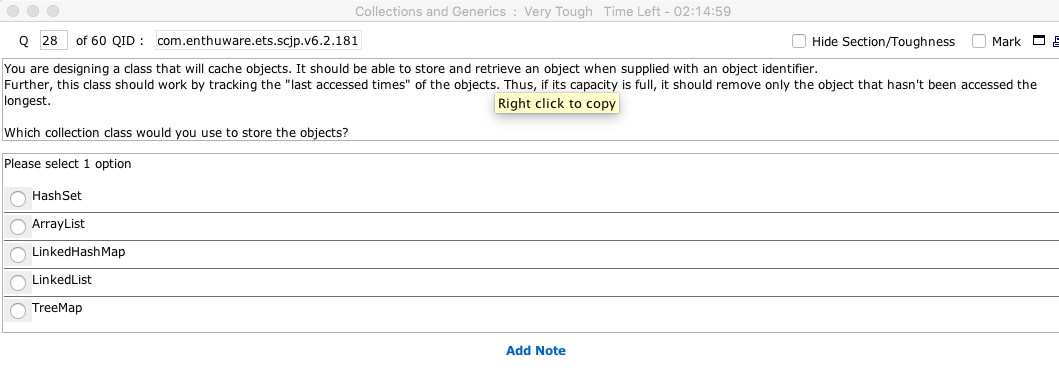 Collections and Generics : Very Tough Time Left - 02:14:59
Q 28 of 60 QID : com.enthuware.ets.scjp.v6.2.181 Hide Section/Toughness Mark
You are designing a class that will cache objects. It should be able to store and retrieve an object when supplied with an object identifier.
Further, this class should work by tracking the "last accessed times" of the objects. Thus, if its capacity is full, it should remove only the object that hasn't been accessed the
longest.
Right click to copy
Which collection class would you use to store the objects?
Please select 1 option
HashSet
ArrayList
LinkedHashMap
LinkedList
TreeMap
Add Note